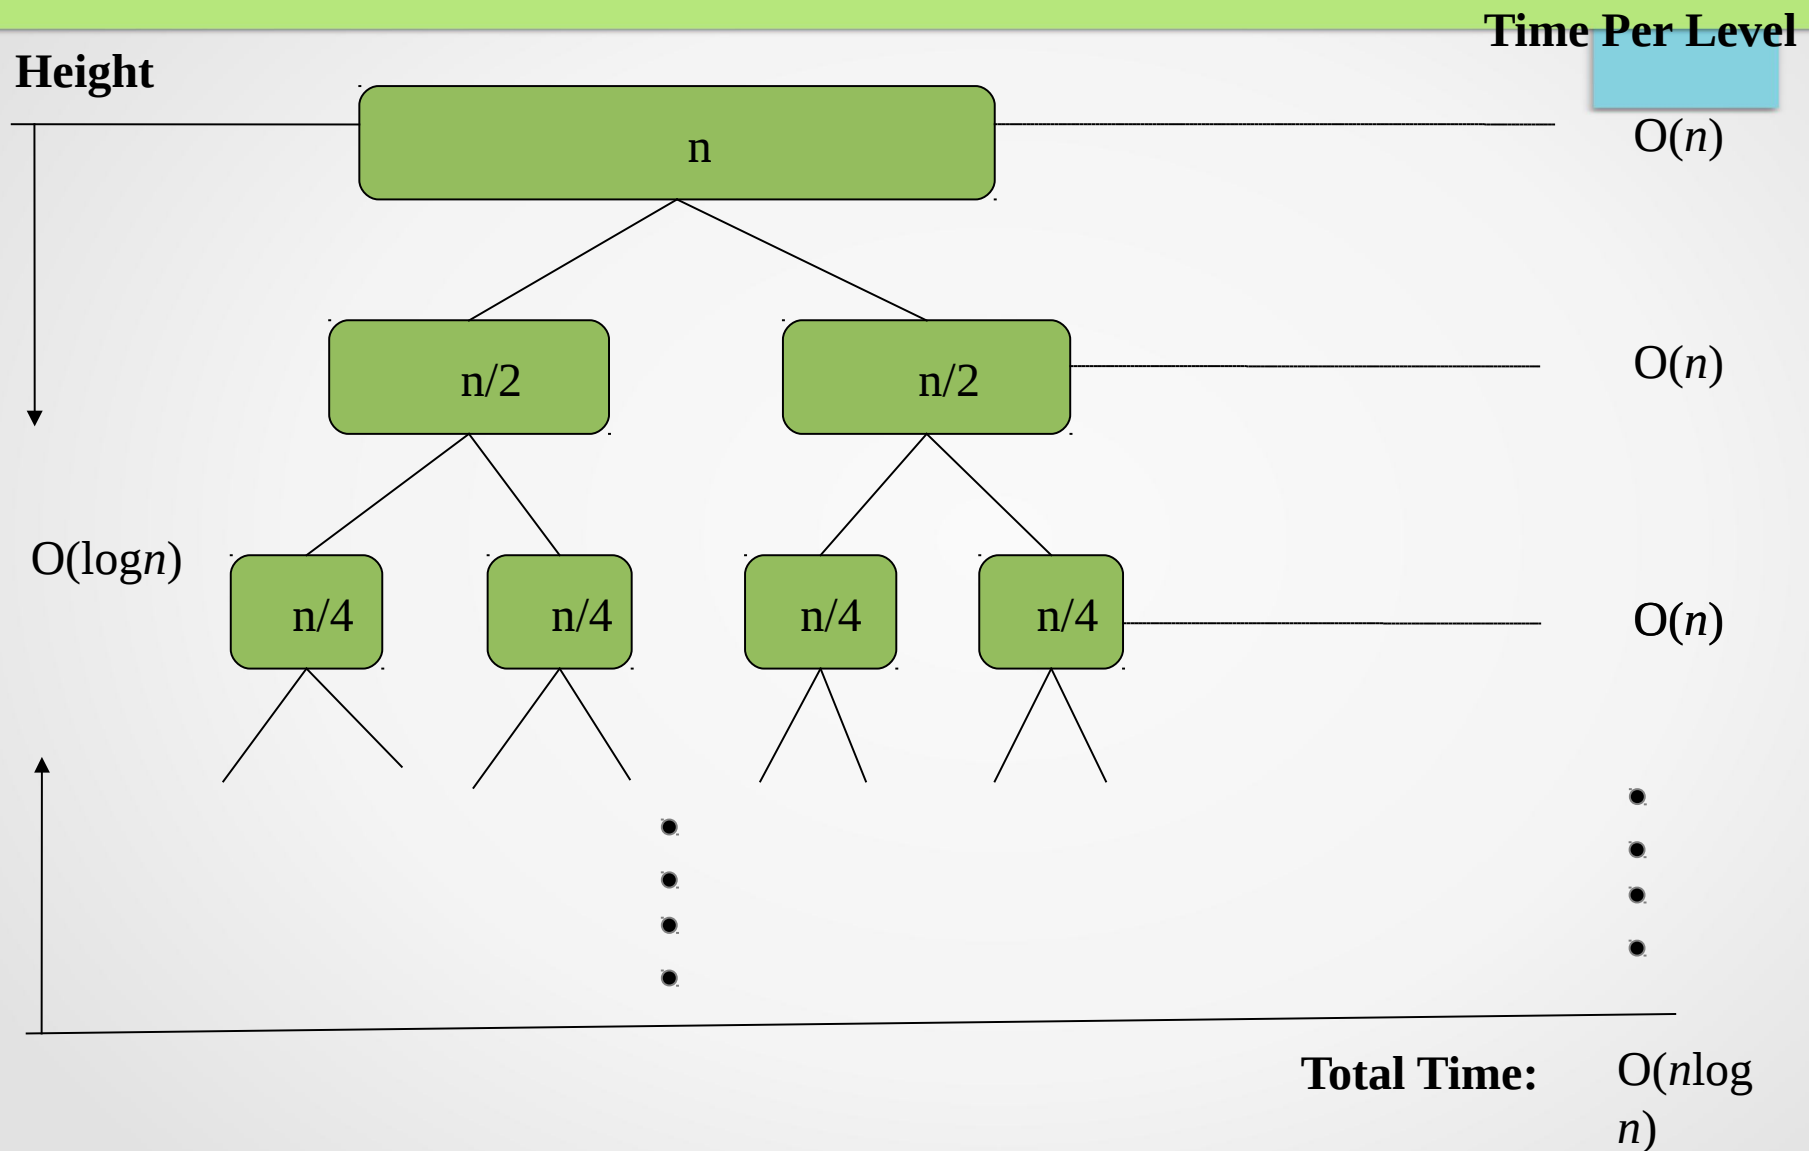 Time Per Level
Height
n
O(n)
n/2
n/2
O(n)
O(logn)
n/4
n/4
n/4
n/4
O(n)
Total Time:
O(nlog
n)